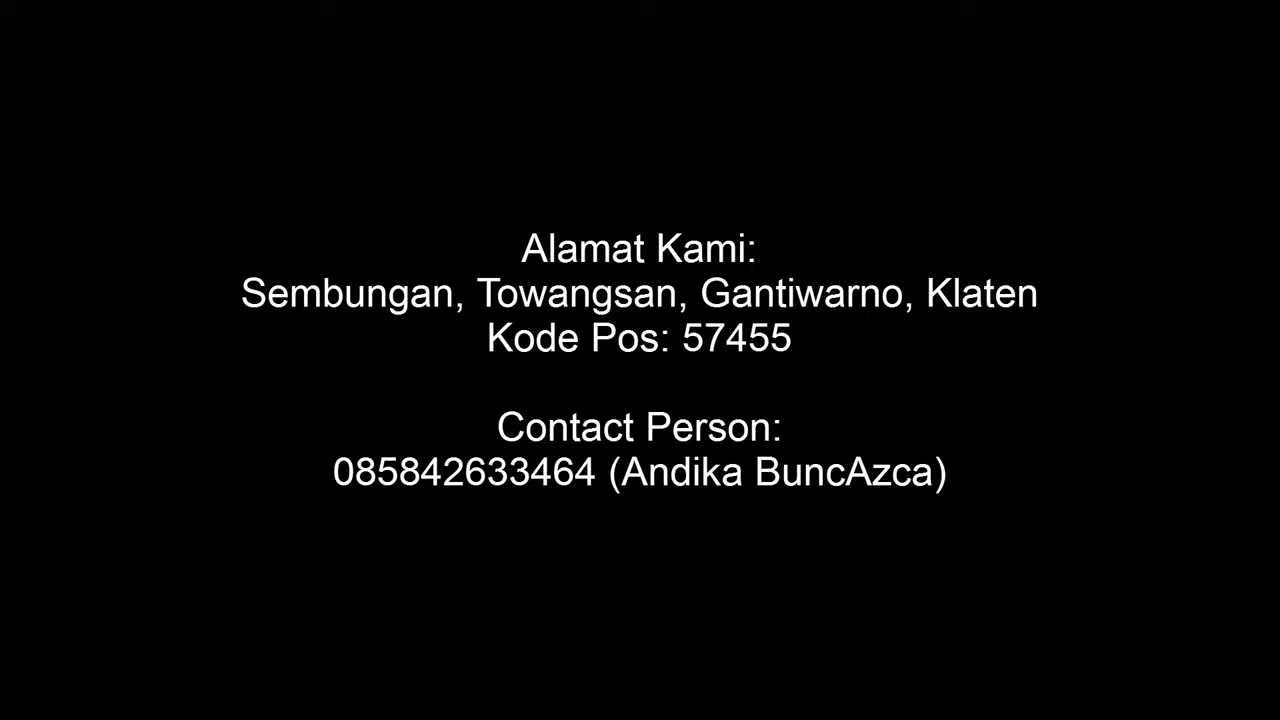 Alamat Kami:
Sembungan, Towangsan, Gantiwarno, Klaten
Kode Pos: 57455
Contact Person:
085842633464 (Andika BuncAzca)